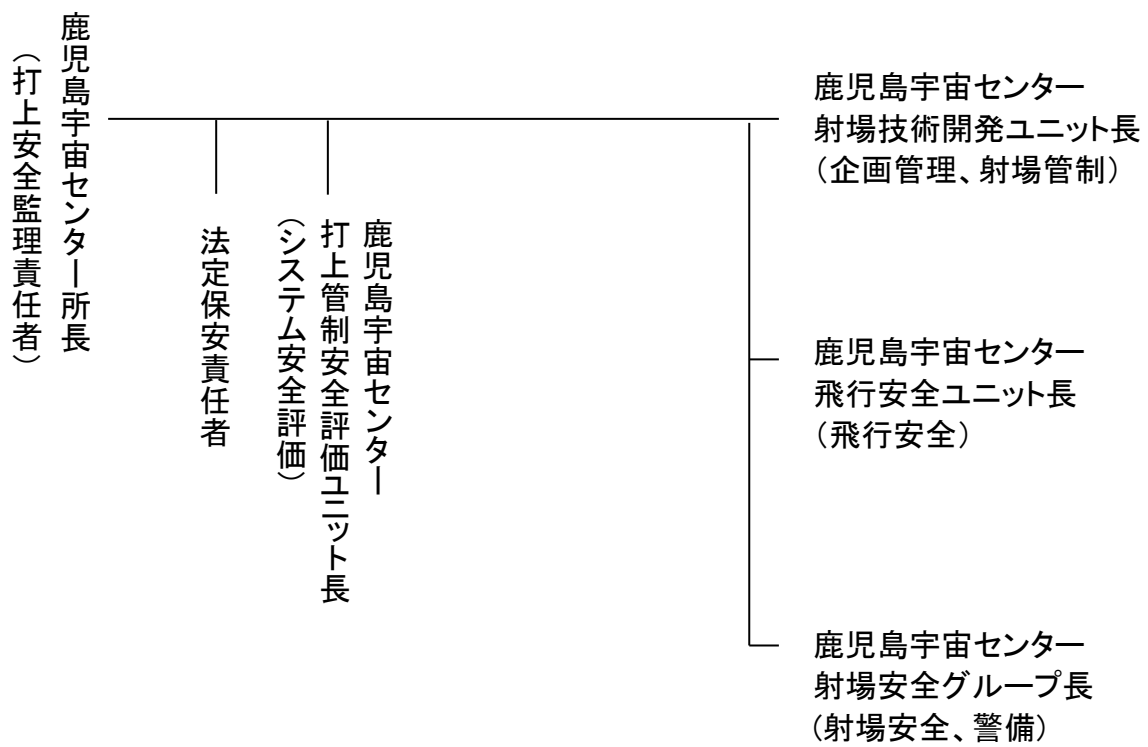 鹿児島宇宙センター所長
(打上安全監理責任者)
法定保安責任者
鹿児島宇宙センター
打上管制安全評価ユニット長
(システム安全評価)
鹿児島宇宙センター
射場技術開発ユニット長
(企画管理、射場管制)
鹿児島宇宙センター
飛行安全ユニット長
(飛行安全)
鹿児島宇宙センター
射場安全グループ長
(射場安全、警備)